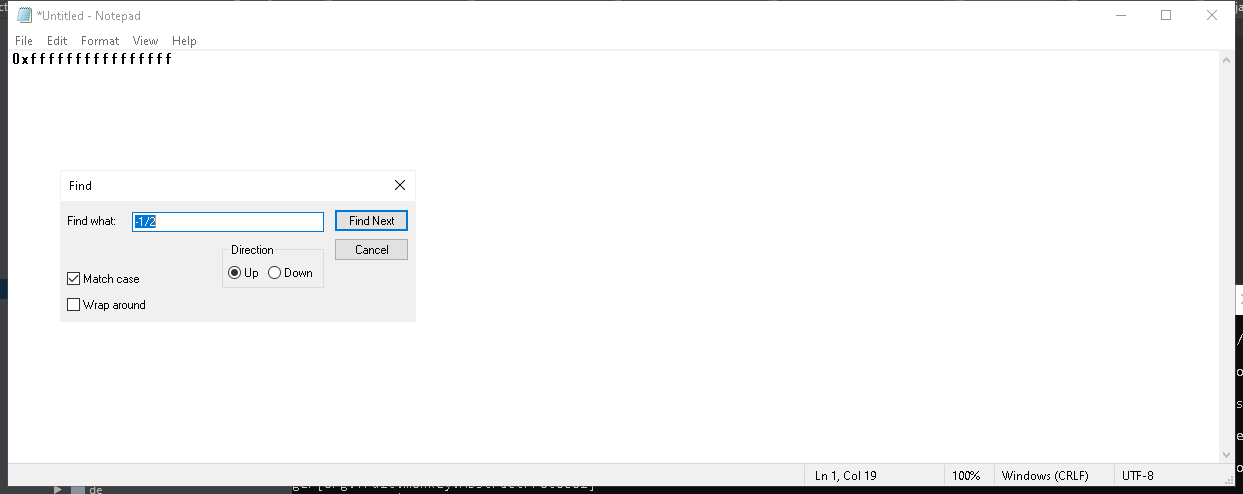 *Untitled - Notepad
File Edit Format View Help
0xffffffffffffffff
Find
Find what: -1/2 Find Next
Direction Cancel
Up Down
Match case
Wrap around
Ln 1, Col 19 100% Windows (CRLF) UTF-8
de